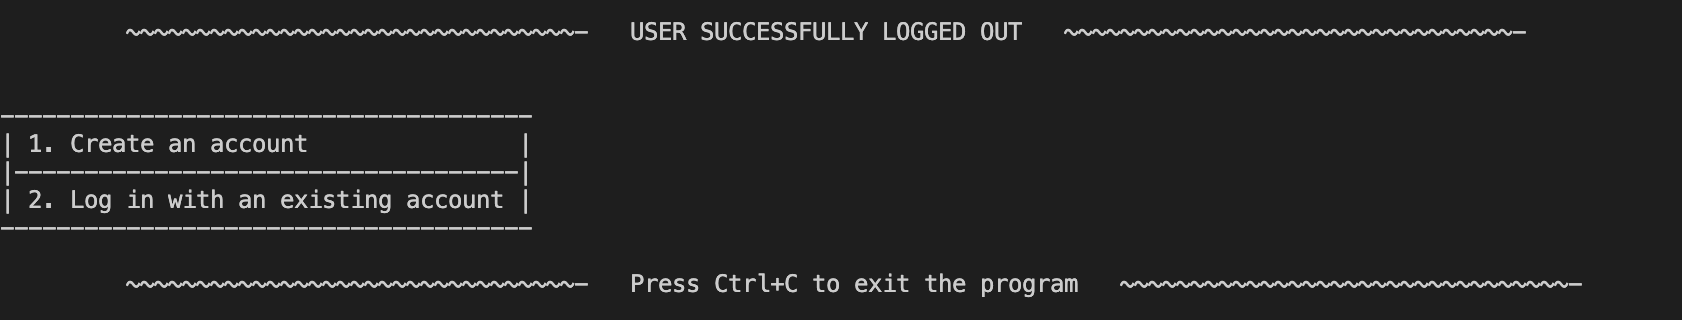 ~~~~~~~~~~~~~~~~~~~~~~~~~~~~~~~~–   USER SUCCESSFULLY LOGGED OUT   ~~~~~~~~~~~~~~~~~~~~~~~~~~~~~~~~–
--------------------------------------
| 1. Create an account               |
|------------------------------------|
| 2. Log in with an existing account |
--------------------------------------
~~~~~~~~~~~~~~~~~~~~~~~~~~~~~~~~–   Press Ctrl+C to exit the program   ~~~~~~~~~~~~~~~~~~~~~~~~~~~~~~~~–